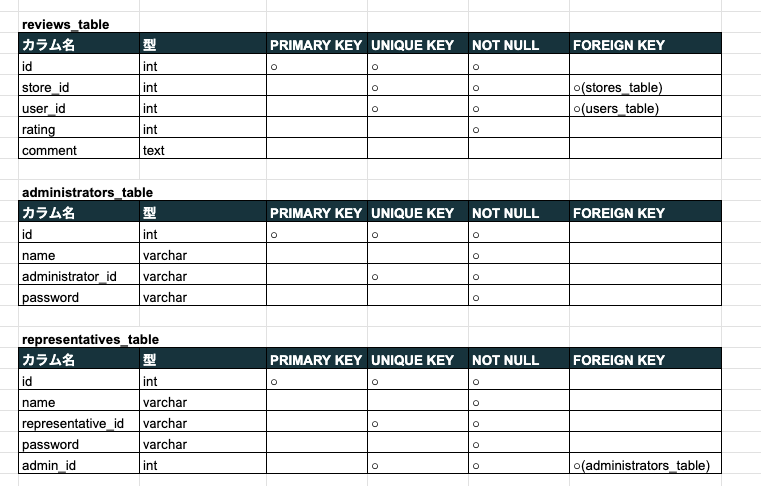 reviews_table
カラム名 型 PRIMARY KEY UNIQUE KEY NOT NULL FOREIGN KEY
id int ○ ○ ○
store_id int ○ ○ ○(stores_table)
user_id int ○ ○ ○(users_table)
rating int ○
comment text
administrators_table
カラム名 型 PRIMARY KEY UNIQUE KEY NOT NULL FOREIGN KEY
id int ○ ○ ○
name varchar ○
administrator_id varchar ○ ○
password varchar ○
representatives_table
カラム名 型 PRIMARY KEY UNIQUE KEY NOT NULL FOREIGN KEY
id int ○ ○ ○
name varchar ○
representative_id varchar ○ ○
password varchar ○
admin_id int ○ ○ ○(administrators_table)